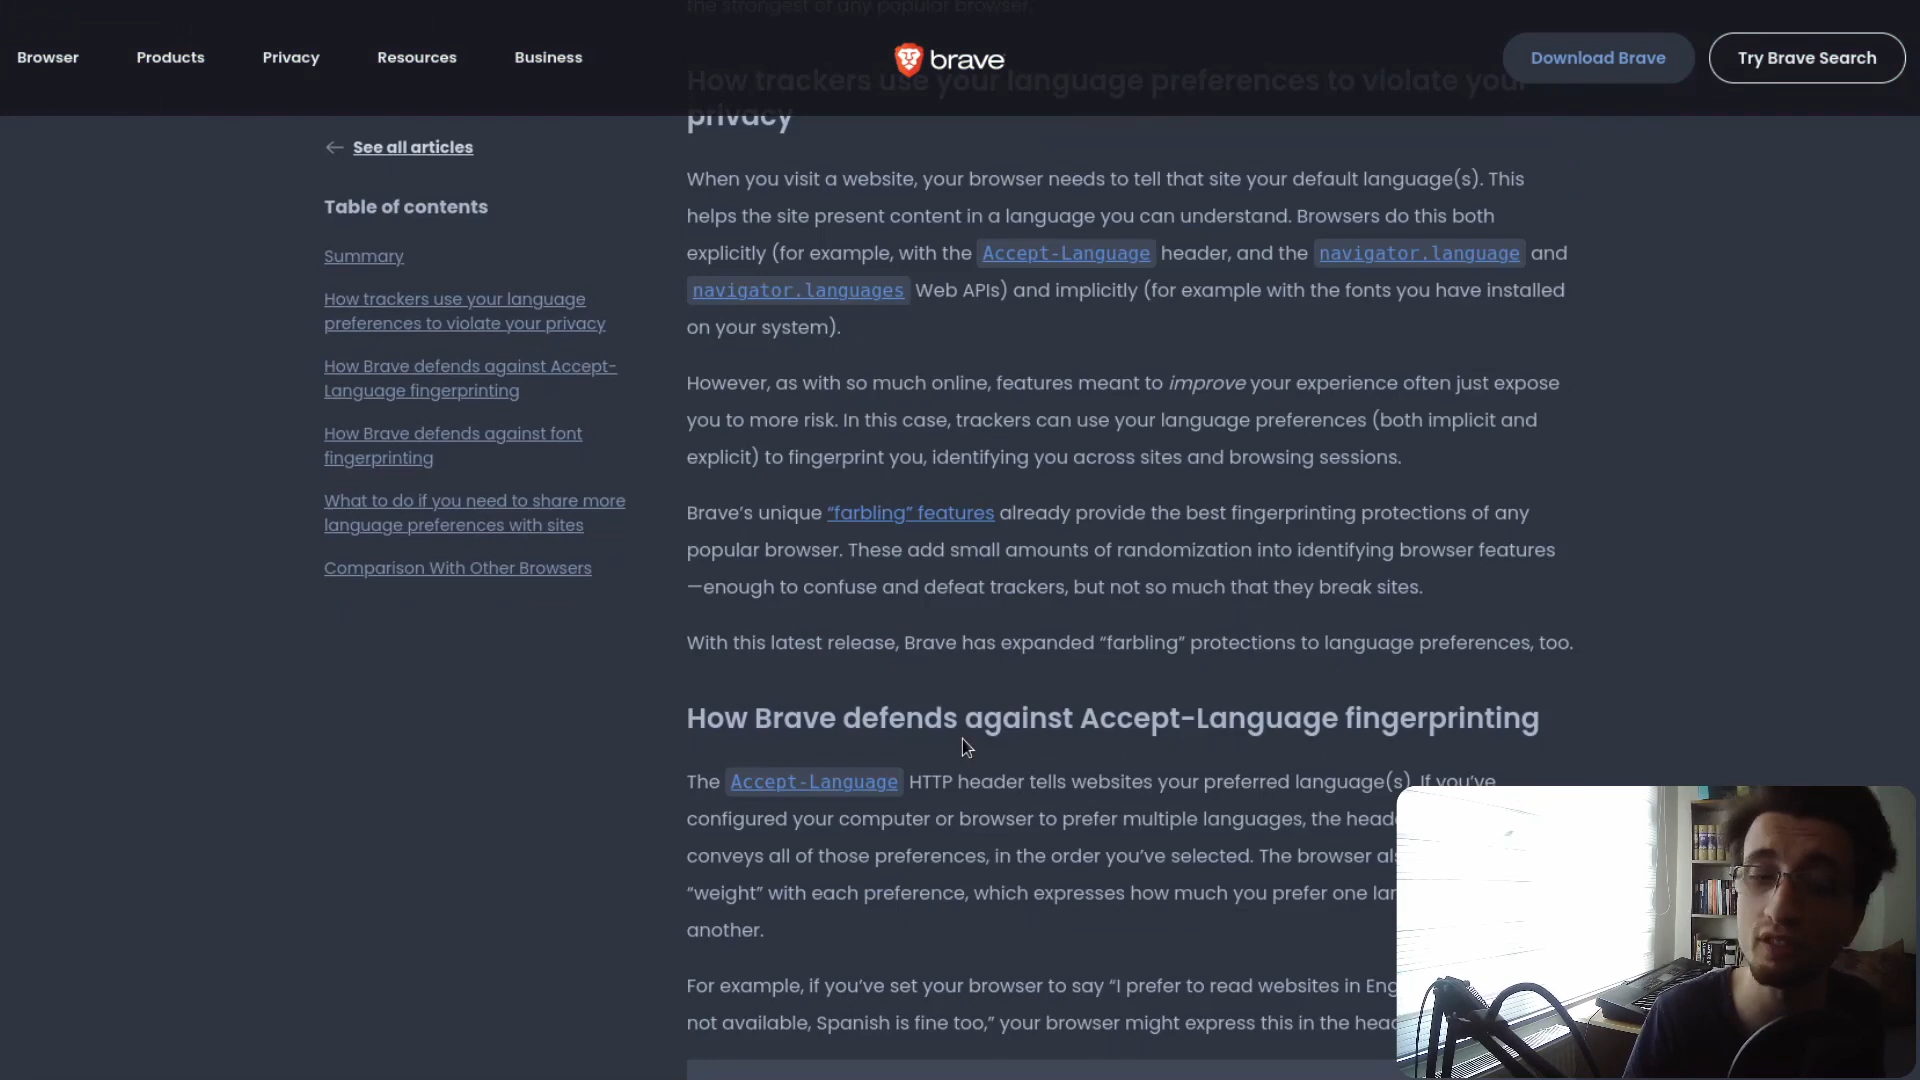 the strongest of any popular browser.
Browser
Products
Privacy
Resources
Business
brave
Download Brave
Try Brave Search
How trackers use your language preferences to violate your
privacy
See all articles
Table of contents
Summary
How trackers use your language
preferences to violate your privacy
How Brave defends against Accept-
Language fingerprinting
How Brave defends against font
fingerprinting
What to do if you need to share more
language preferences with sites
Comparison With Other Browsers
When you visit a website, your browser needs to tell that site your default language(s). This
helps the site present content in a language you can understand. Browsers do this both
explicitly (for example, with the Accept-Language header, and the navigator.language and
navigator.languages Web APIs) and implicitly (for example with the fonts you have installed
on your system).
However, as with so much online, features meant to improve your experience often just expose
you to more risk. In this case, trackers can use your language preferences (both implicit and
explicit) to fingerprint you, identifying you across sites and browsing sessions.
Brave’s unique “farbling” features already provide the best fingerprinting protections of any
popular browser. These add small amounts of randomization into identifying browser features
—enough to confuse and defeat trackers, but not so much that they break sites.
With this latest release, Brave has expanded “farbling” protections to language preferences, too.
How Brave defends against Accept-Language fingerprinting
The Accept-Language HTTP header tells websites your preferred language(s). If you’ve
configured your computer or browser to prefer multiple languages, the
conveys all of those preferences, in the order you’ve selected. The browser
“weight” with each preference, which expresses how much you prefer one
another.
For example, if you’ve set your browser to say “I prefer to read websites in
not available, Spanish is fine too,” your browser might express this in the